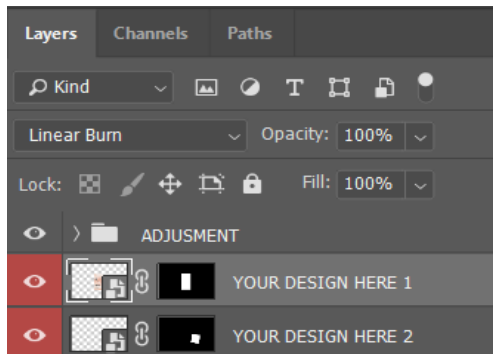 Layers Channels Paths
Kind T
Linear Burn Opacity: 100%
Lock: Fill: 100%
ADJUSMENT
YOUR DESIGN HERE 1
YOUR DESIGN HERE 2